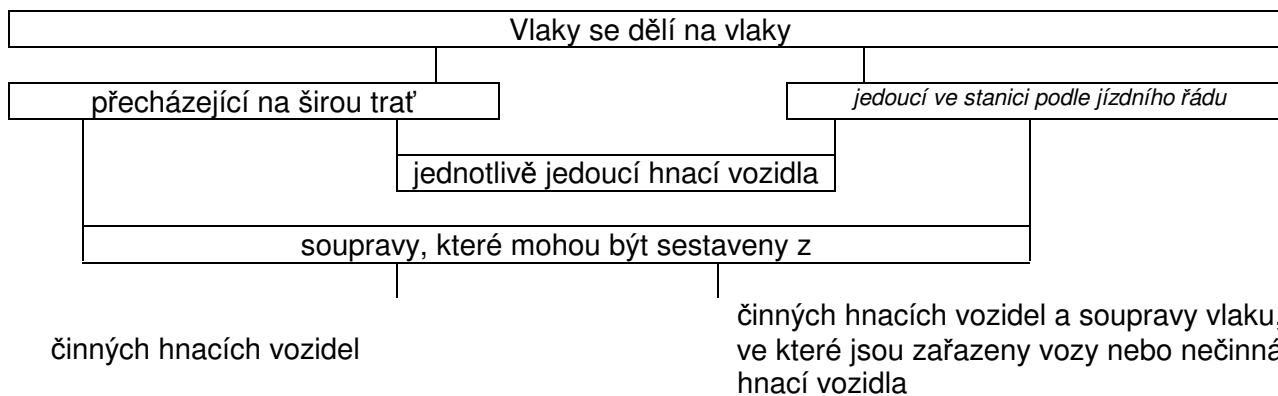 Vlaky se dělí na vlaky
přecházející na širou trať
jedoucí ve stanici podle jízdního řádu
jednotlivě jedoucí hnací vozidla
soupravy, které mohou být sestaveny z
činných hnacích vozidel
činných hnacích vozidel a soupravy vlaku,
ve které jsou zařazeny vozy nebo nečinná
hnací vozidla